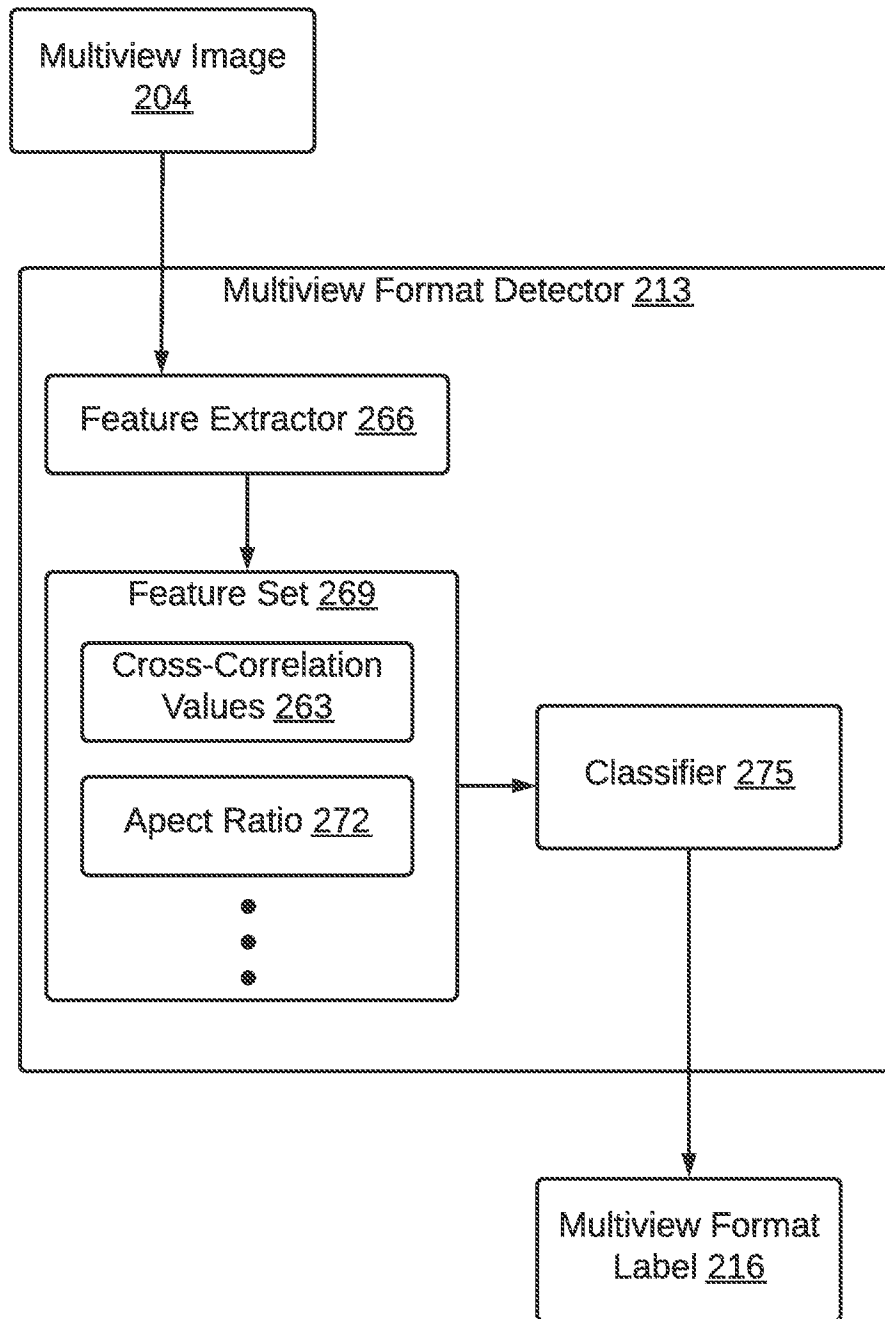 Multiview Image
204
Multiview Format Detector 213
Feature Extractor 266
Feature Set 269
Cross-Correlation
Values 263
Apect Ratio 272
Classifier 275
Multiview Format
Label 216